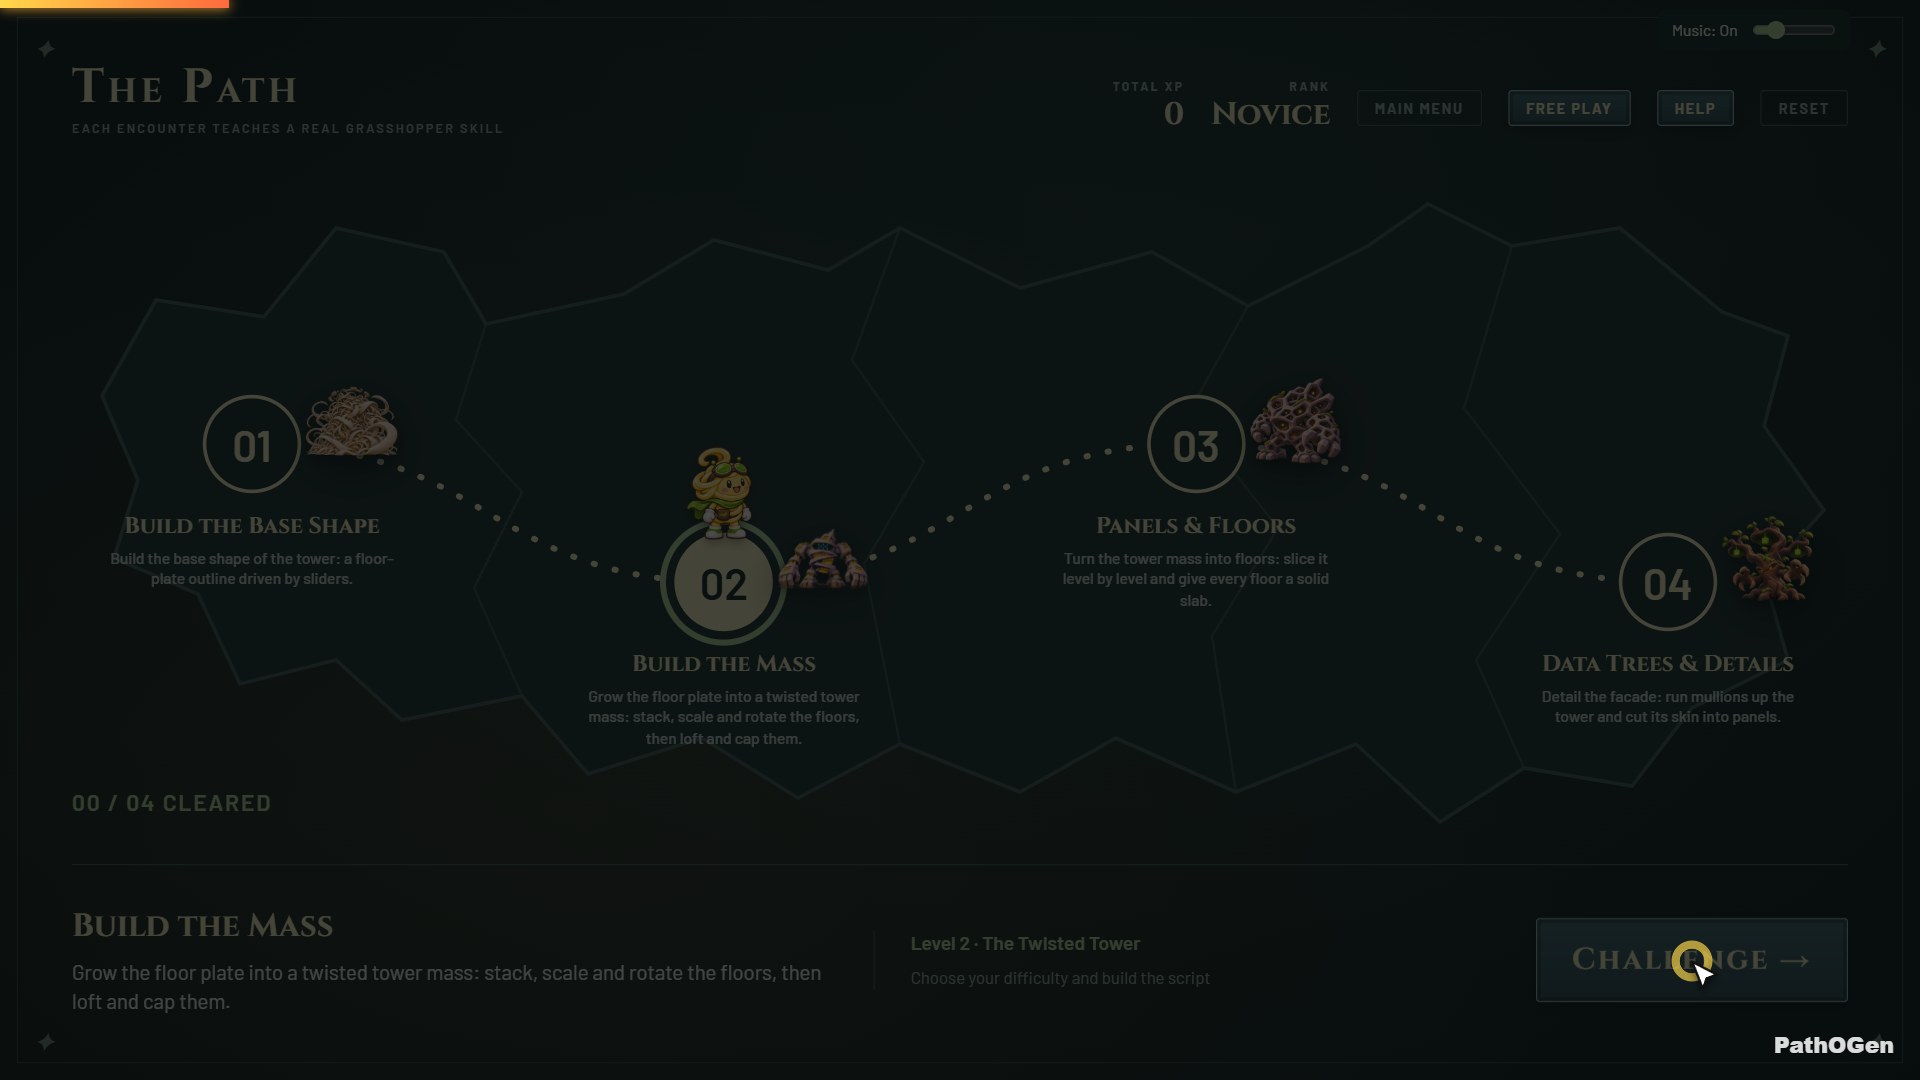 Music: On
THE PATH
EACH ENCOUNTER TEACHES A REAL GRASSHOPPER SKILL
TOTAL XP
0
RANK
NOVICE
MAIN MENU
FREE PLAY
HELP
RESET
01
BUILD THE BASE SHAPE
Build the base shape of the tower: a floor-
plate outline driven by sliders.
02
BUILD THE MASS
Grow the floor plate into a twisted tower
mass: stack, scale and rotate the floors,
then loft and cap them.
03
PANELS & FLOORS
Turn the tower mass into floors: slice it
level by level and give every floor a solid
slab.
04
DATA TREES & DETAILS
Detail the facade: run mullions up the
tower and cut its skin into panels.
00 / 04 CLEARED
BUILD THE MASS
Grow the floor plate into a twisted tower mass: stack, scale and rotate the floors, then
loft and cap them.
Level 2 · The Twisted Tower
Choose your difficulty and build the script
CHALLENGE →
PathOGen